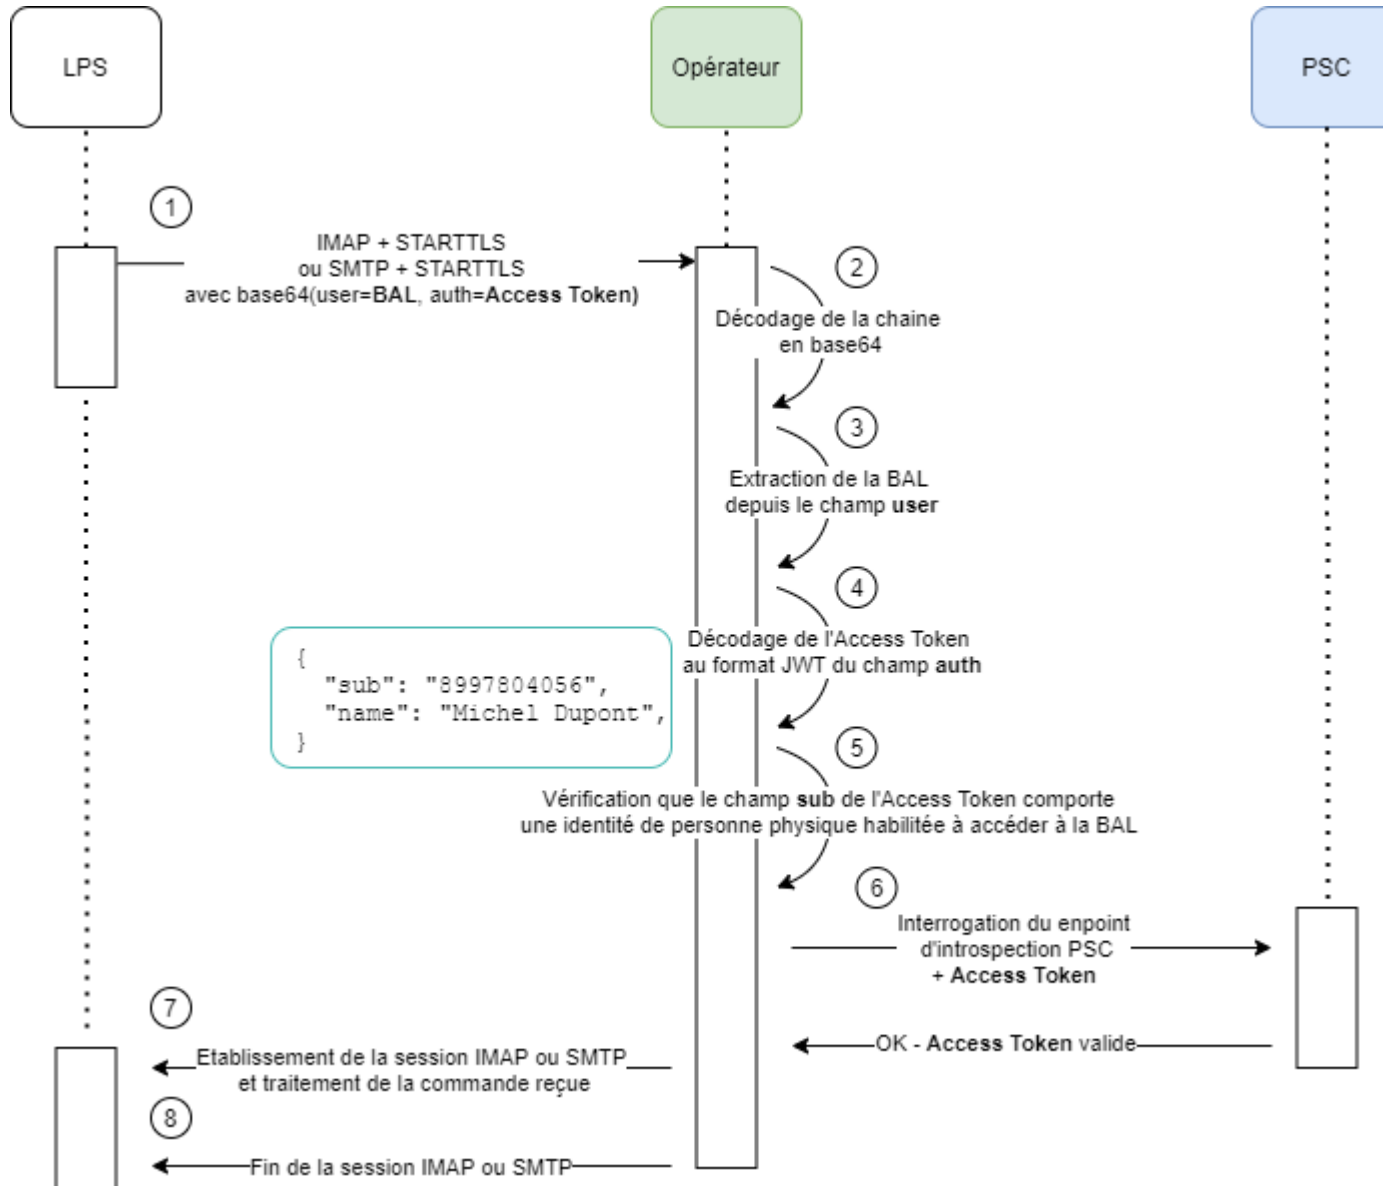 LPS
Opérateur
PSC
1
IMAP + STARTTLS
ou SMTP + STARTTLS
avec base64(user=BAL, auth=Access Token)
2
Décodage de la chaine
en base64
3
Extraction de la BAL
depuis le champ user
4
Décodage de l'Access Token
au format JWT du champ auth
{
"sub": "8997804056",
"name": "Michel Dupont",
}
5
Vérification que le champ sub de l'Access Token comporte
une identité de personne physique habilitée à accéder à la BAL
6
Interrogation du enpoint
d'introspection PSC
+ Access Token
OK - Access Token valide
7
Etablissement de la session IMAP ou SMTP
et traitement de la commande reçue
8
Fin de la session IMAP ou SMTP